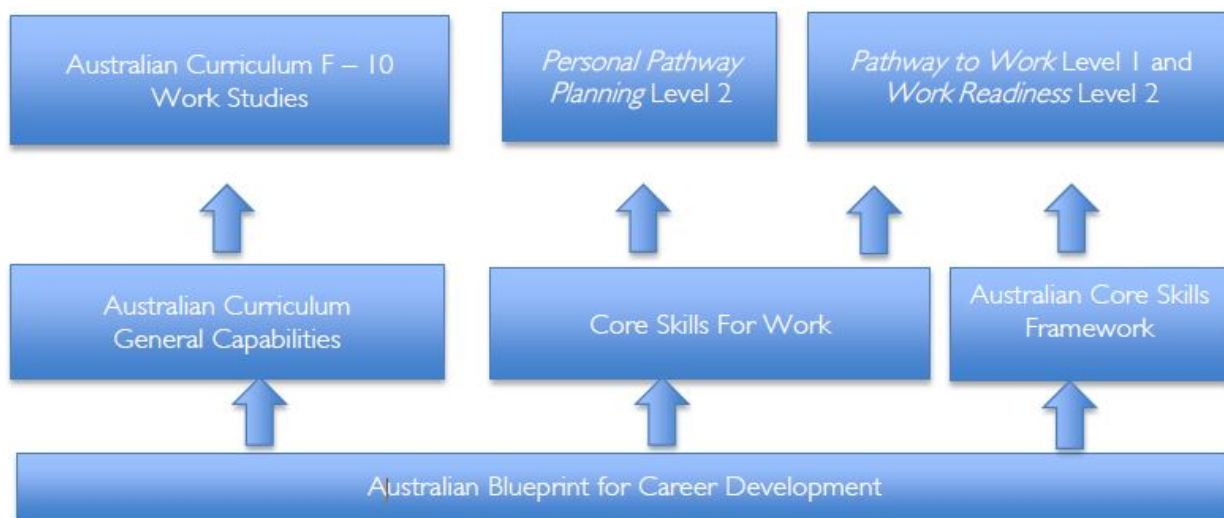 Australian Curriculum F – 10
Work Studies
Personal Pathway
Planning Level 2
Pathway to Work Level 1 and
Work Readiness Level 2
Australian Curriculum
General Capabilities
Core Skills For Work
Australian Core Skills
Framework
Australian Blueprint for Career Development